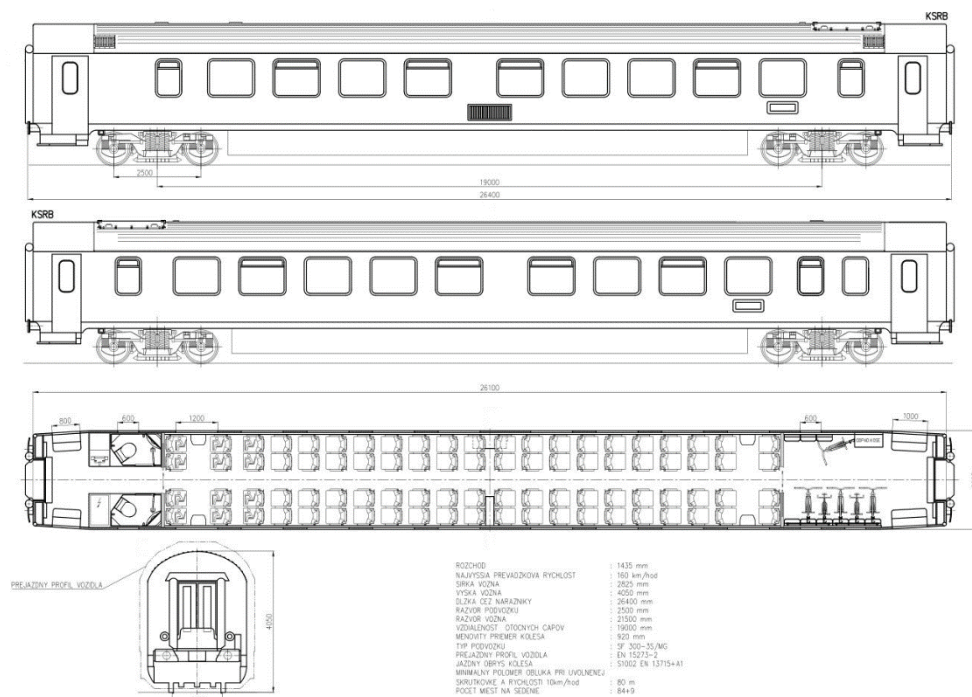 KSRB
2500
19000
26400
KSRB
26100
800
600
1200
600
1000
PREJAZDNY PROFIL VOZIDLA
4050
ROZCHOD : 1435 mm
NAJVYSSIA PREVADZKOVA RYCHLOST : 160 km/hod
SIRKA VOZNA : 2825 mm
VYSKA VOZNA : 4050 mm
DLZKA CEZ NARAZNIKY : 26400 mm
RAZVOR PODVOZKU : 2500 mm
RAZVOR VOZNA : 21500 mm
VZDIALENOST OTOCNYCH CAPOV : 19000 mm
MENOVITY PRIEMER KOLESA : 920 mm
TYP PODVOZKU : SF 300-3S/MG
PREJAZDNY PROFIL VOZIDLA : EN 15273-2
JAZDNY OBRYS KOLESA : S1002 EN 13715+A1
MINIMALNY POLOMER OBLUKA PRI UVOLNENEJ
SKRUTKOVKE A RYCHLOSTI 10km/hod : 80 m
POCET MIEST NA SEDENIE : 84+9